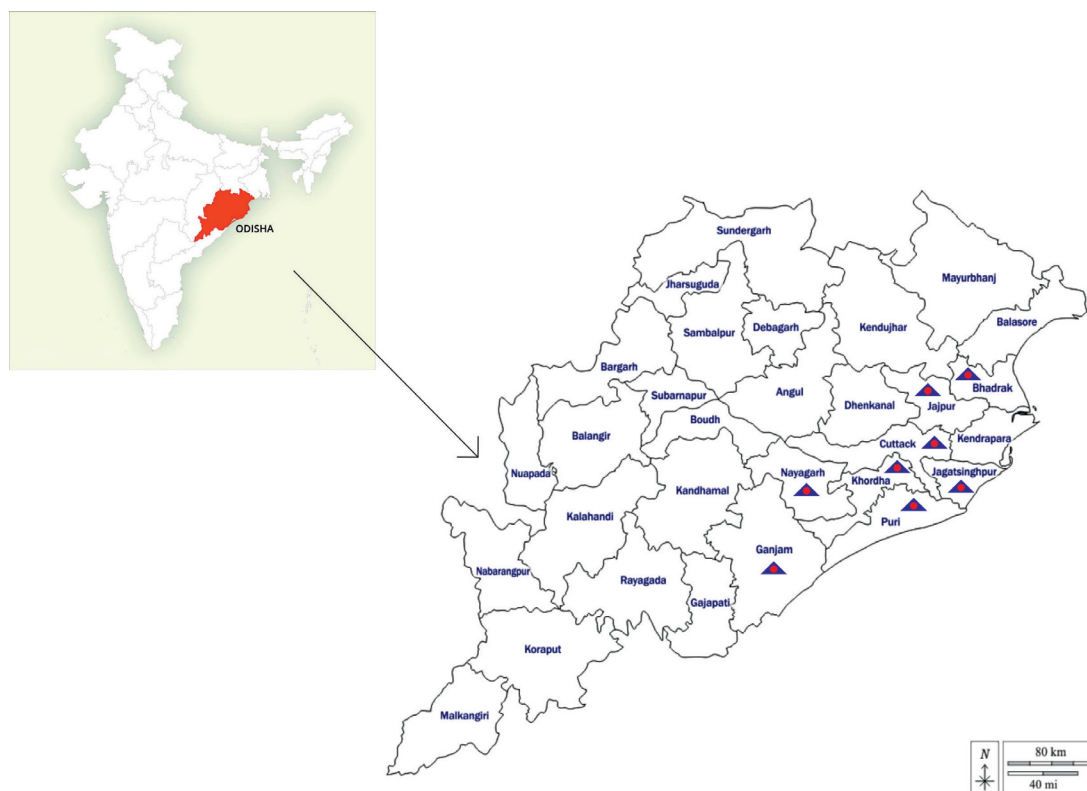 ODISHA
Sundergarh
Mayurbhanj
Jharsuguda
Balasore
Sambalpur
Debagarh
Kendujhar
Bargarh
Bhadrak
Angul
Subarnapur
Dhenkanal
Jajpur
Boudh
Balangir
Cuttack
Kendrapara
Nuapada
Nayagarh
Khordha
Jagatsinghpur
Kandhamal
Kalahandi
Puri
Ganjam
Nabarangpur
Rayagada
Gajapati
Koraput
Malkangiri
N
80 km
40 mi